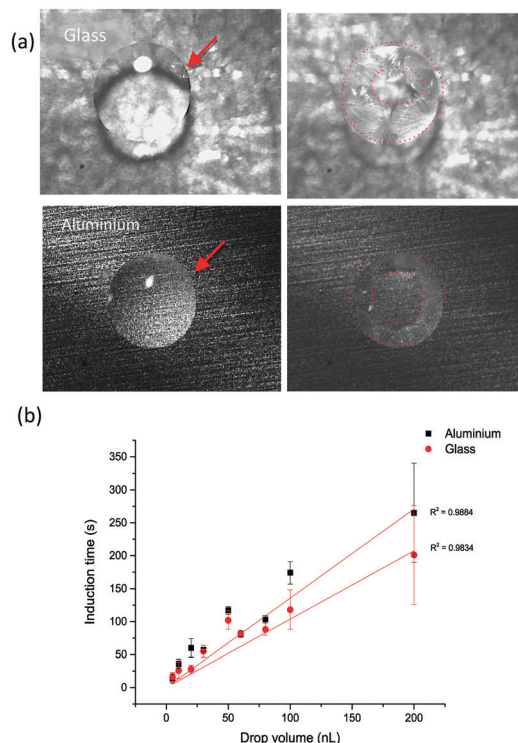 (a)
Glass
Aluminium
(b)
Aluminium
Glass
350
300
250
200
150
100
50
0
R² = 0.9884
R² = 0.9834
0 50 100 150 200
Induction time (s)
Drop volume (nL)